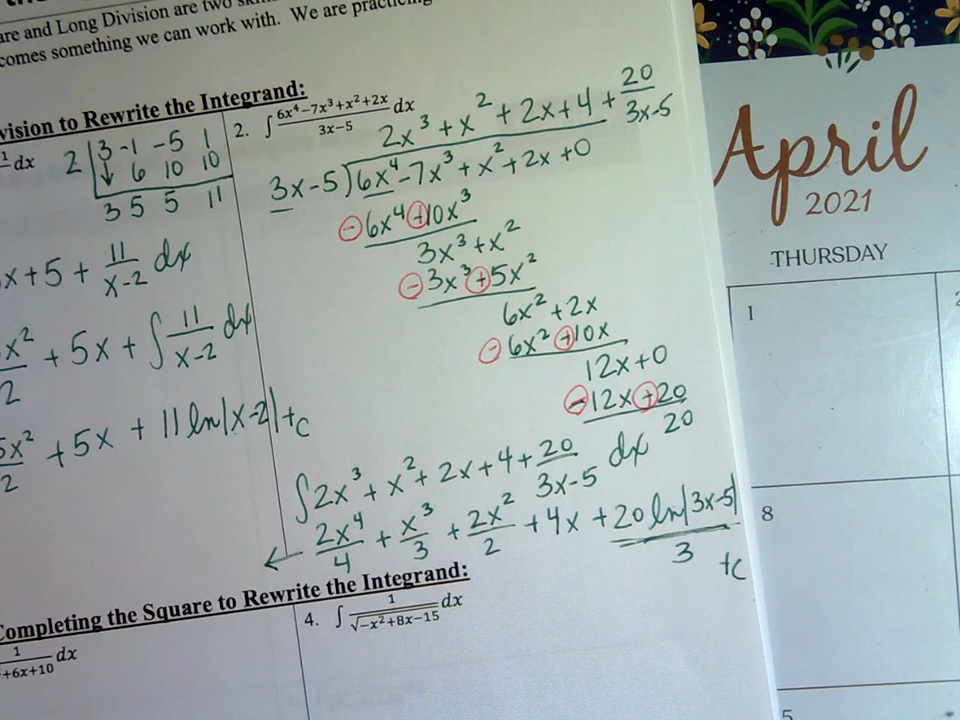 are and Long Division are two
comes something we can work with. We are practicing
vision to Rewrite the Integrand:
1 dx
2 | 3 -1 -5 1
↓ 6 10 10
3 5 5 11
x + 5 + 11/(x-2) dx
x²/2 + 5x + ∫ 11/(x-2) dx
5x²/2 + 5x + 11 ln|x-2| + c
2. ∫ (6x⁴−7x³+x²+2x)/(3x−5) dx
2x³ + x² + 2x + 4 + 20/(3x-5)
3x-5)6x⁴-7x³+x²+2x+0
-6x⁴+10x³
3x³+x²
-3x³+5x²
6x²+2x
-6x²+10x
12x+0
-12x+20
20
∫2x³+x²+2x+4+20/(3x-5) dx
← 2x⁴/4 + x³/3 + 2x²/2 + 4x + 20 ln|3x-5|/3
+c
Completing the Square to Rewrite the Integrand:
1/(+6x+10) dx
4. ∫ 1/√(−x²+8x−15) dx
April
2021
THURSDAY
1
2
8
5